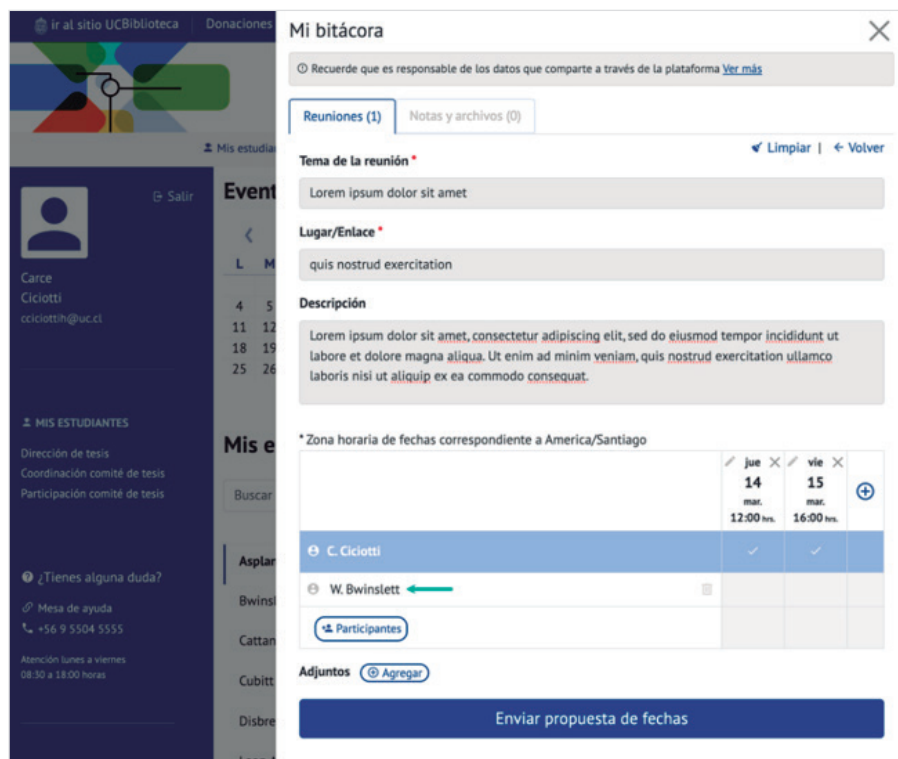 ir al sitio UC
Biblioteca
Donaciones
Mis estudia
Salir
Carce
Ciciotti
cciciottih@uc.cl
MIS ESTUDIANTES
Dirección de tesis
Coordinación comité de tesis
Participación comité de tesis
¿Tienes alguna duda?
Mesa de ayuda
+56 9 5504 5555
Atención lunes a viernes
08:30 a 18:00 horas
Event
L M
4 5
11 12
18 19
25 26
Mis e
Buscar
Asplar
Bwinsl
Cattan
Cubitt
Disbre
Mi bitácora
Recuerde que es responsable de los datos que comparte a través de la plataforma Ver más
Reuniones (1)
Notas y archivos (0)
Limpiar | Volver
Tema de la reunión *
Lorem ipsum dolor sit amet
Lugar/Enlace *
quis nostrud exercitation
Descripción
Lorem ipsum dolor sit amet, consectetur adipiscing elit, sed do eiusmod tempor incididunt ut
labore et dolore magna aliqua. Ut enim ad minim veniam, quis nostrud exercitation ullamco
laboris nisi ut aliquip ex ea commodo consequat.
* Zona horaria de fechas correspondiente a America/Santiago
jue
14
mar.
12:00 hrs.
vie
15
mar.
16:00 hrs.
C. Ciciotti
W. Bwinslett
Participantes
Adjuntos
Agregar
Enviar propuesta de fechas